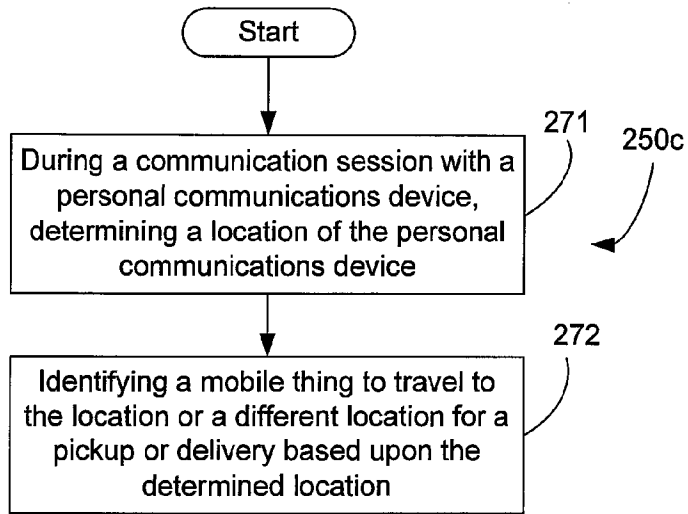 Start
271
250c
During a communication session with a
personal communications device,
determining a location of the personal
communications device
272
Identifying a mobile thing to travel to
the location or a different location for a
pickup or delivery based upon the
determined location